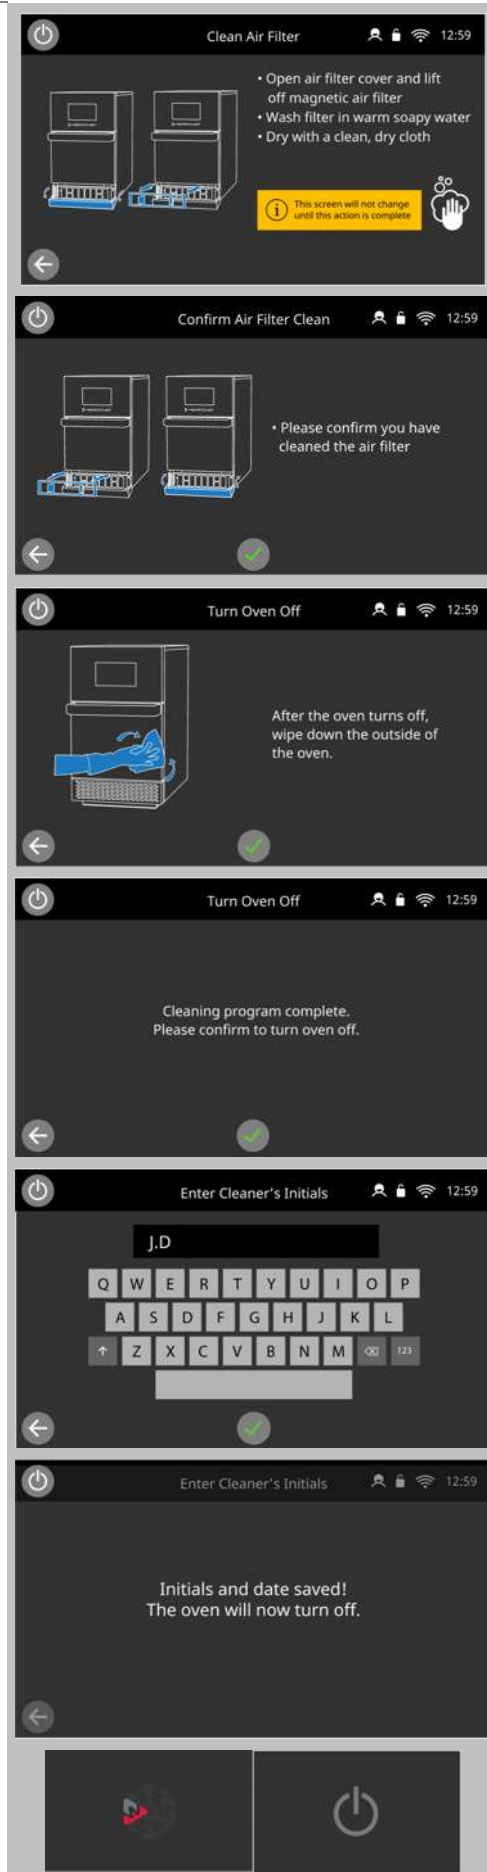 Clean Air Filter
12:59
• Open air filter cover and lift
off magnetic air filter
• Wash filter in warm soapy water
• Dry with a clean, dry cloth
i
This screen will not change
until this action is complete
Confirm Air Filter Clean
12:59
• Please confirm you have
cleaned the air filter
Turn Oven Off
12:59
After the oven turns off,
wipe down the outside of
the oven.
Turn Oven Off
12:59
Cleaning program complete.
Please confirm to turn oven off.
Enter Cleaner's Initials
12:59
J.D
Q W E R T Y U I O P
A S D F G H J K L
Z X C V B N M 123
Enter Cleaner's Initials
12:59
Initials and date saved!
The oven will now turn off.